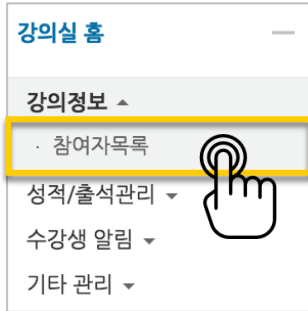 강의실 홈
강의정보
· 참여자목록
성적/출석관리
수강생 알림
기타 관리